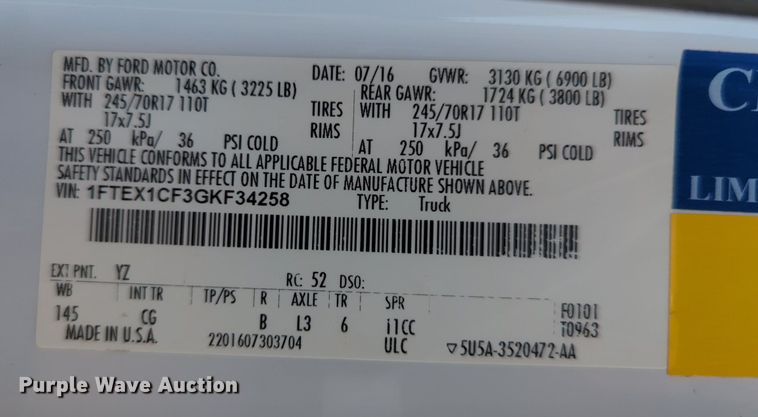 MFD. BY FORD MOTOR CO.
DATE: 07/16 GVWR: 3130 KG ( 6900 LB)
FRONT GAWR: 1463 KG ( 3225 LB) REAR GAWR: 1724 KG ( 3800 LB)
WITH 245/70R17 110T TIRES WITH 245/70R17 110T TIRES
17x7.5J RIMS 17x7.5J RIMS
AT 250 kPa/ 36 PSI COLD AT 250 kPa/ 36 PSI COLD
THIS VEHICLE CONFORMS TO ALL APPLICABLE FEDERAL MOTOR VEHICLE
SAFETY STANDARDS IN EFFECT ON THE DATE OF MANUFACTURE SHOWN ABOVE.
VIN: 1FTEX1CF3GKF34258 TYPE: Truck
EXT PNT. YZ RC: 52 DSO:
WB INT TR TP/PS R AXLE TR SPR F0101
145 CG B L3 6 i1CC T0963
MADE IN U.S.A. 2201607303704 ULC ▽5U5A-3520472-AA
LIM
Purple Wave Auction